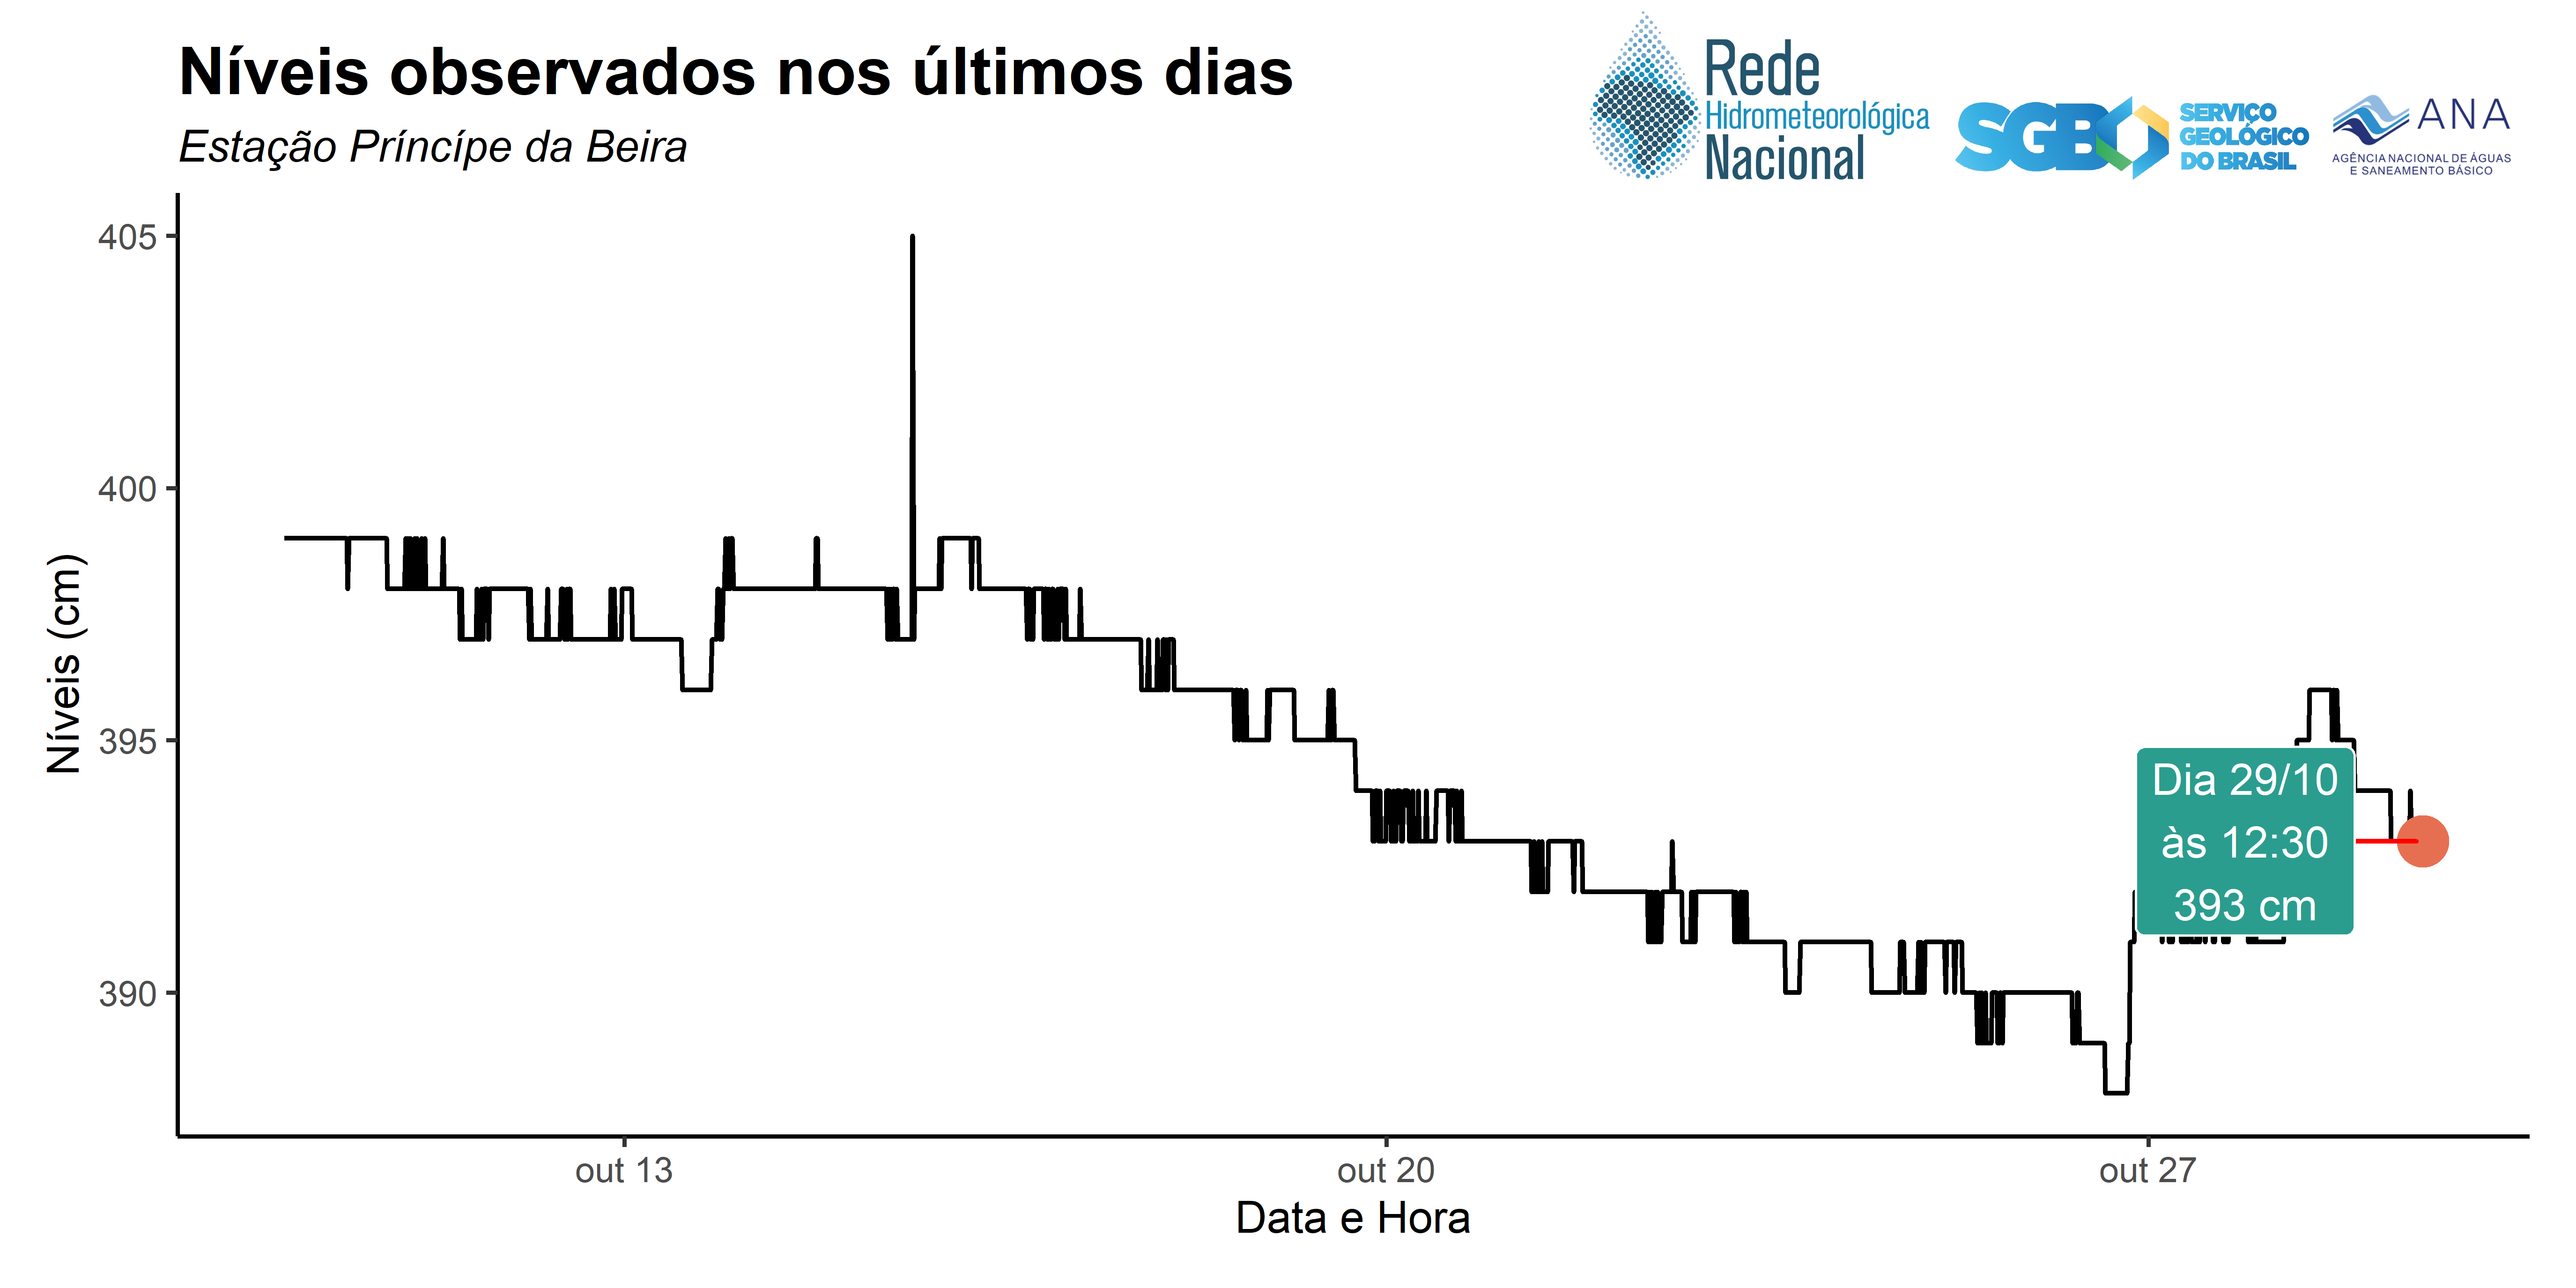 Níveis observados nos últimos dias
Estação Príncípe da Beira
Rede
Hidrometeorológica
Nacional
SGB
SERVIÇO
GEOLÓGICO
DO BRASIL
ANA
AGÊNCIA NACIONAL DE ÁGUAS
E SANEAMENTO BÁSICO
405
400
395
390
Níveis (cm)
Dia 29/10
às 12:30
393 cm
out 13
out 20
out 27
Data e Hora